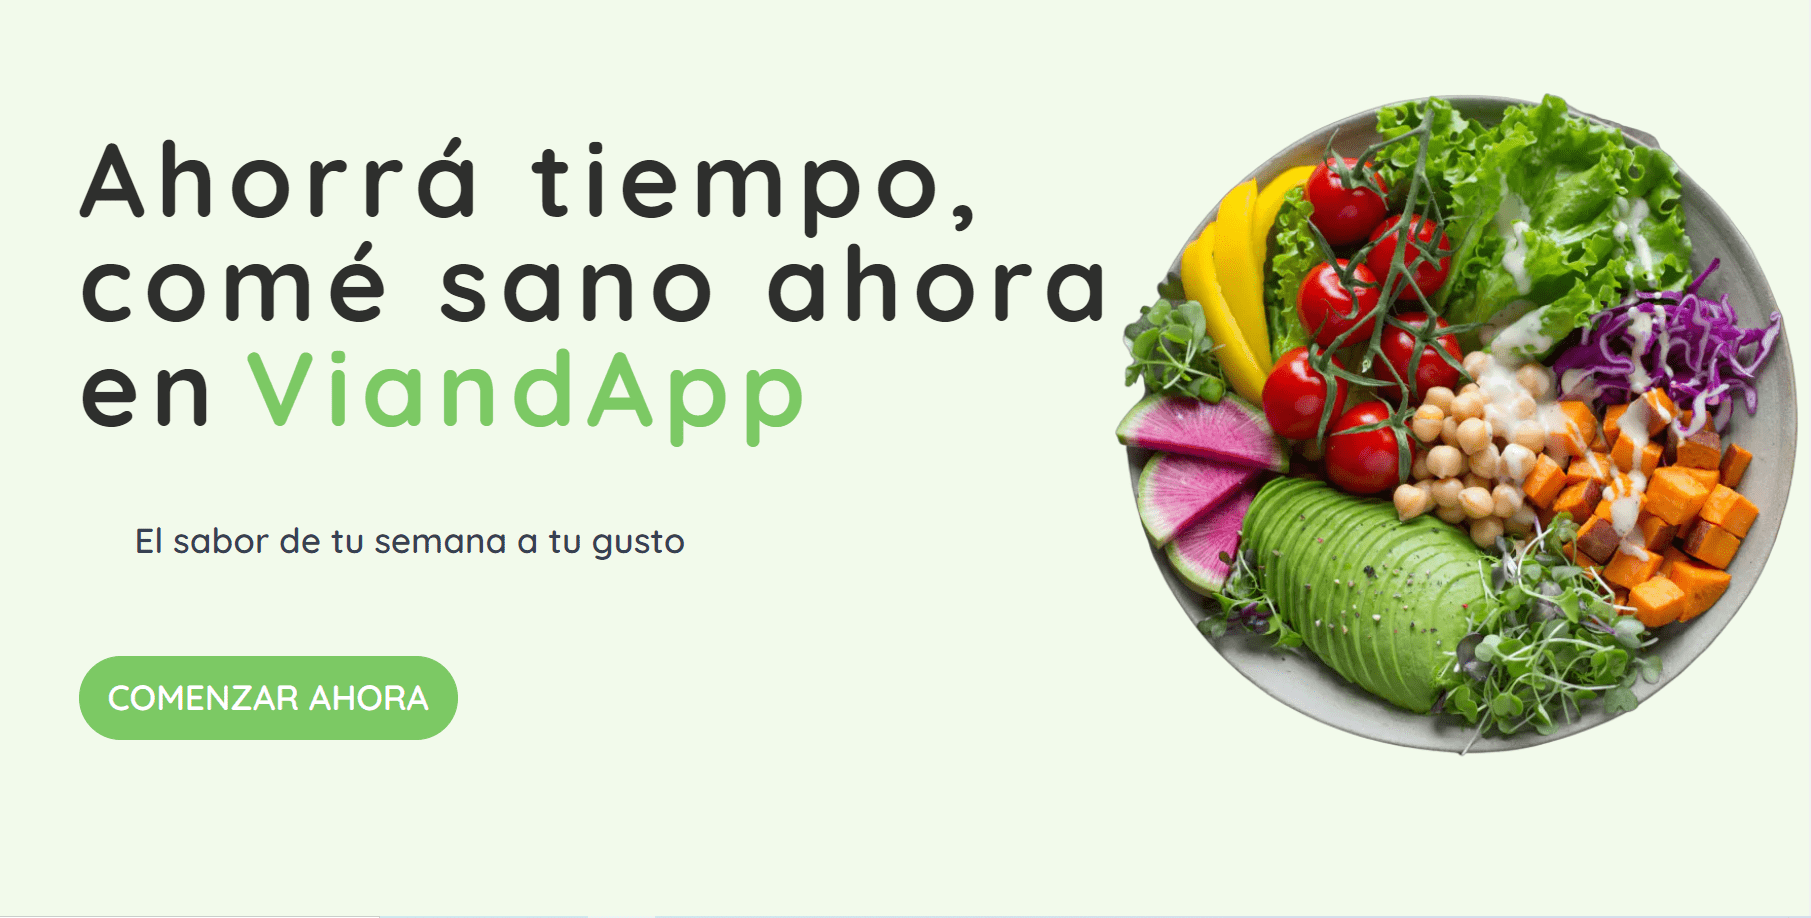 Ahorrá tiempo,
comé sano ahora
en ViandApp
El sabor de tu semana a tu gusto
COMENZAR AHORA